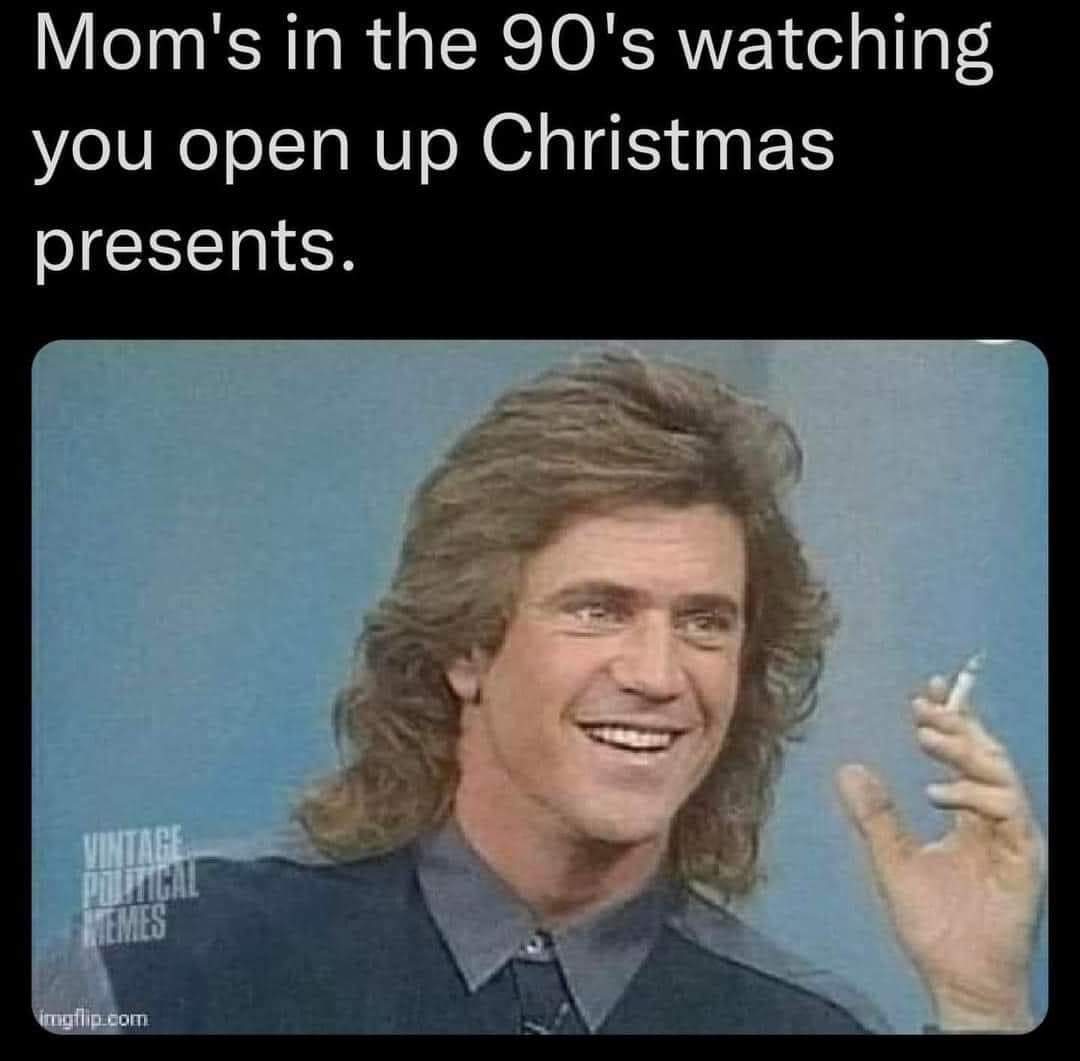 Mom's in the 90's watching
you open up Christmas
presents.
VINTAGE
POLITICAL
MEMES
imgflip.com